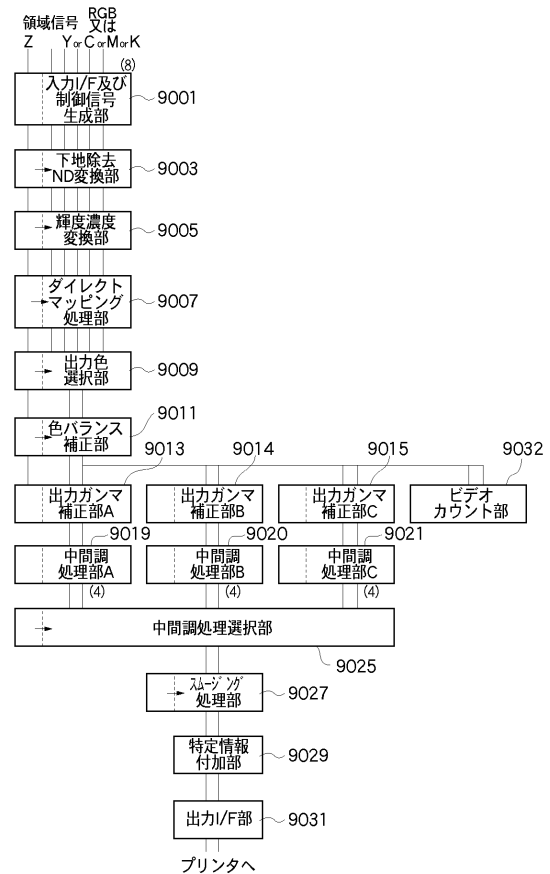 領域信号
RGB
又は
Z
YorCorMorK
(8)
入力I/F及び
制御信号
生成部
9001
下地除去
ND変換部
9003
輝度濃度
変換部
9005
ダイレクト
マッピング
処理部
9007
出力色
選択部
9009
色バランス
補正部
9011
9013
9014
9015
9032
出力ガンマ
補正部A
出力ガンマ
補正部B
出力ガンマ
補正部C
ビデオ
カウント部
9019
9020
9021
中間調
処理部A
中間調
処理部B
中間調
処理部C
(4)
(4)
(4)
中間調処理選択部
9025
スムージング
処理部
9027
特定情報
付加部
9029
出力I/F部
9031
プリンタへ